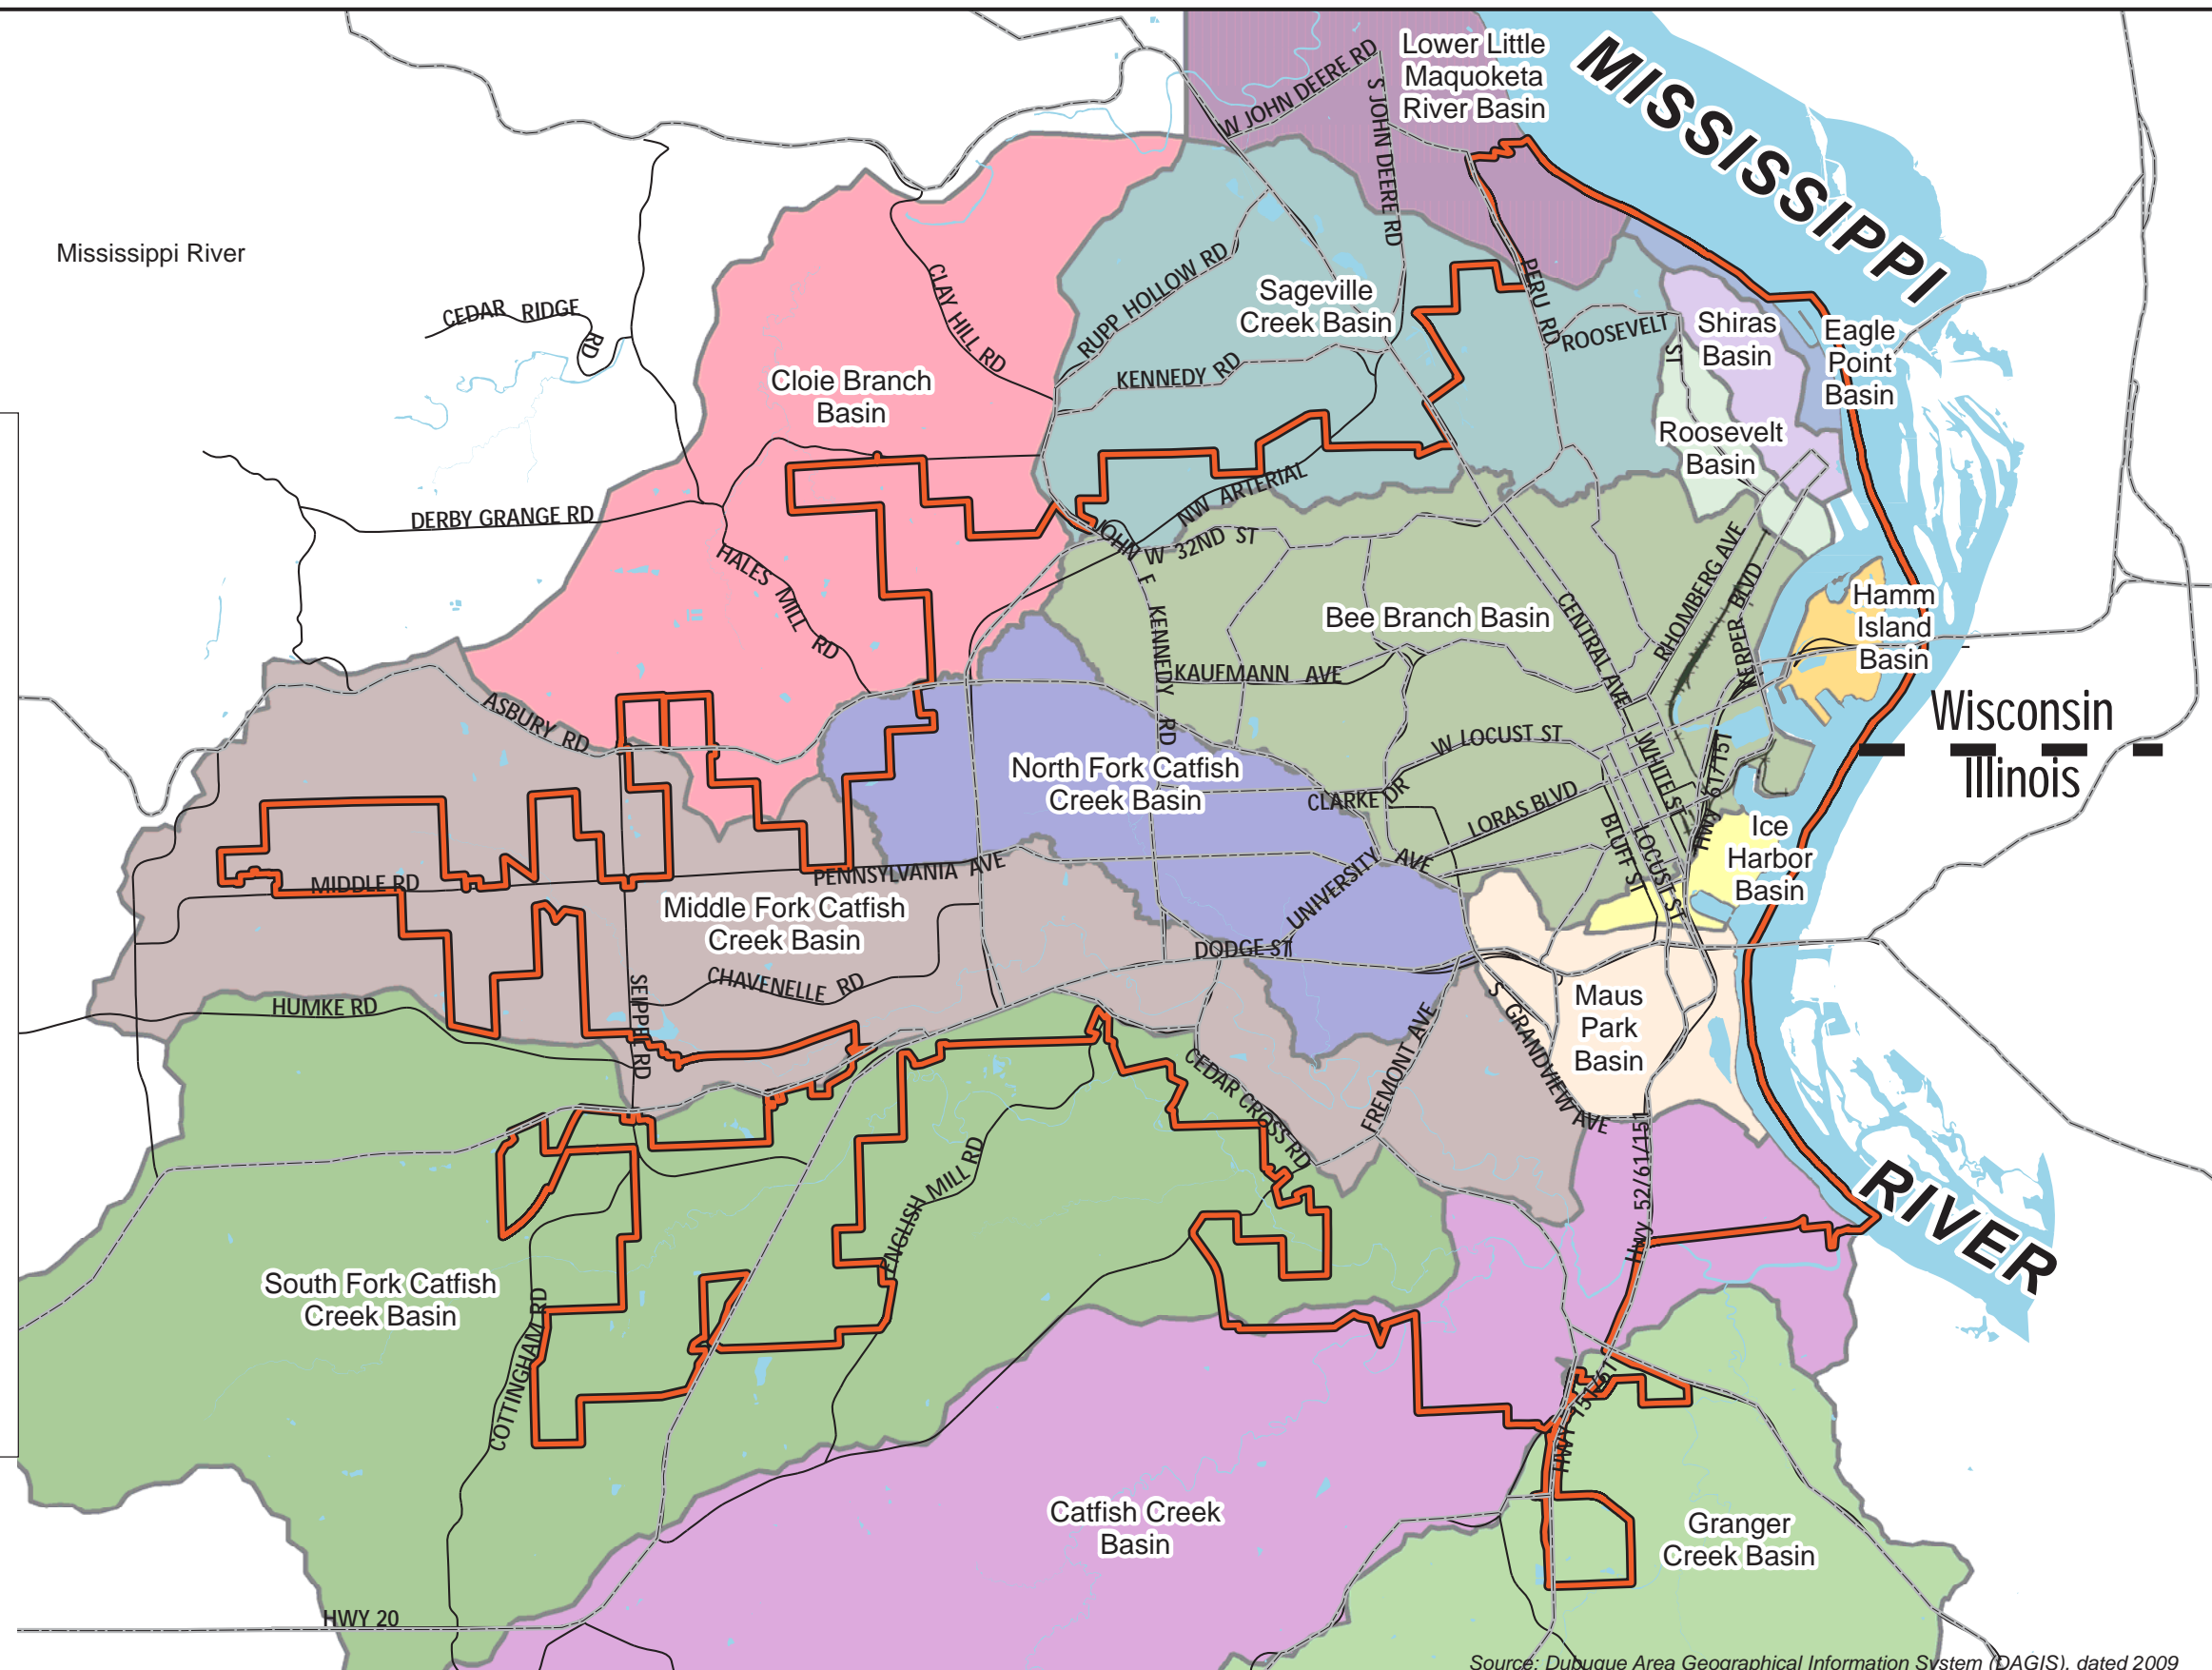 Lower Little
Maquoketa
River Basin
MISSISSIPPI
W JOHN DEERE RD
S JOHN DEERE RD
Mississippi River
CEDAR RIDGE
RD
CLAY HILL RD
RUPP HOLLOW RD
Sageville
Creek Basin
PERU RD
ROOSEVELT
ST
Shiras
Basin
Eagle
Point
Basin
KENNEDY RD
Cloie Branch
Basin
Roosevelt
Basin
DERBY GRANGE RD
NW ARTERIAL
JOHN
F
KENNEDY
RD
W 32ND ST
HALES
MILL
RD
RHOMBERG AVE
KERPER BLVD
Hamm
Island
Basin
Bee Branch Basin
CENTRAL AVE
KAUFMANN AVE
ASBURY RD
W LOCUST ST
WHITE ST
HWY 61/151
Wisconsin
Illinois
North Fork Catfish
Creek Basin
CLARKE DR
LORAS BLVD
BLUFF ST
LOCUST ST
Ice
Harbor
Basin
MIDDLE RD
PENNSYLVANIA AVE
UNIVERSITY AVE
Middle Fork Catfish
Creek Basin
DODGE ST
CHAVENELLE RD
SEIPPEL RD
HUMKE RD
Maus
Park
Basin
S GRANDVIEW AVE
FREMONT AVE
CEDAR CROSS RD
ENGLISH MILL RD
Hwy 52/61/151
RIVER
South Fork Catfish
Creek Basin
COTTINGHAM RD
HWY 151/61
Catfish Creek
Basin
Granger
Creek Basin
HWY 20
Source: Dubuque Area Geographical Information System (DAGIS), dated 2009